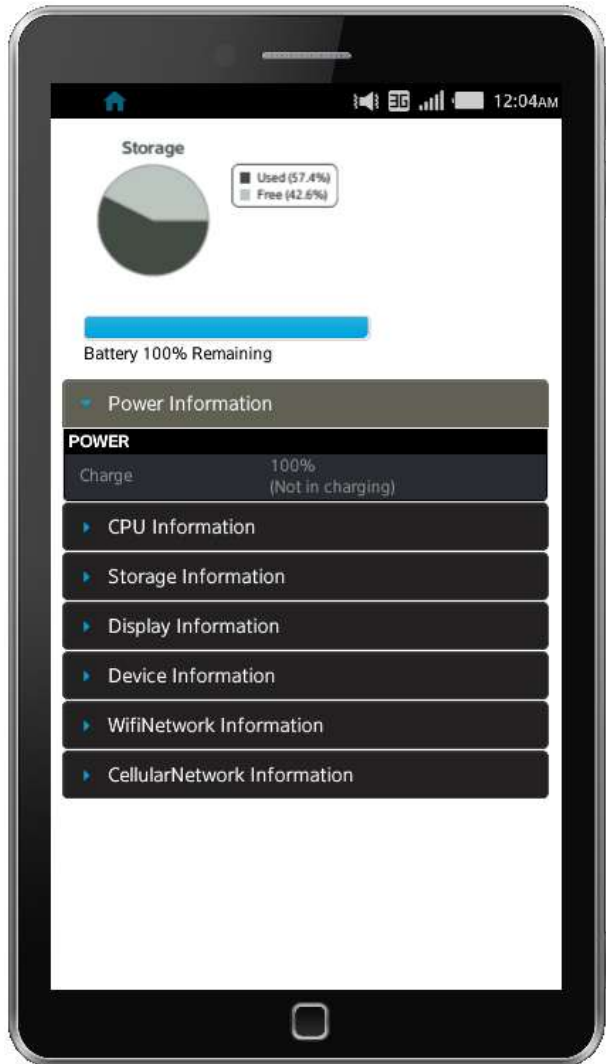 3G 12:04AM
Storage
Used (57.4%)
Free (42.6%)
Battery 100% Remaining
Power Information
POWER
Charge 100%
(Not in charging)
CPU Information
Storage Information
Display Information
Device Information
WifiNetwork Information
CellularNetwork Information